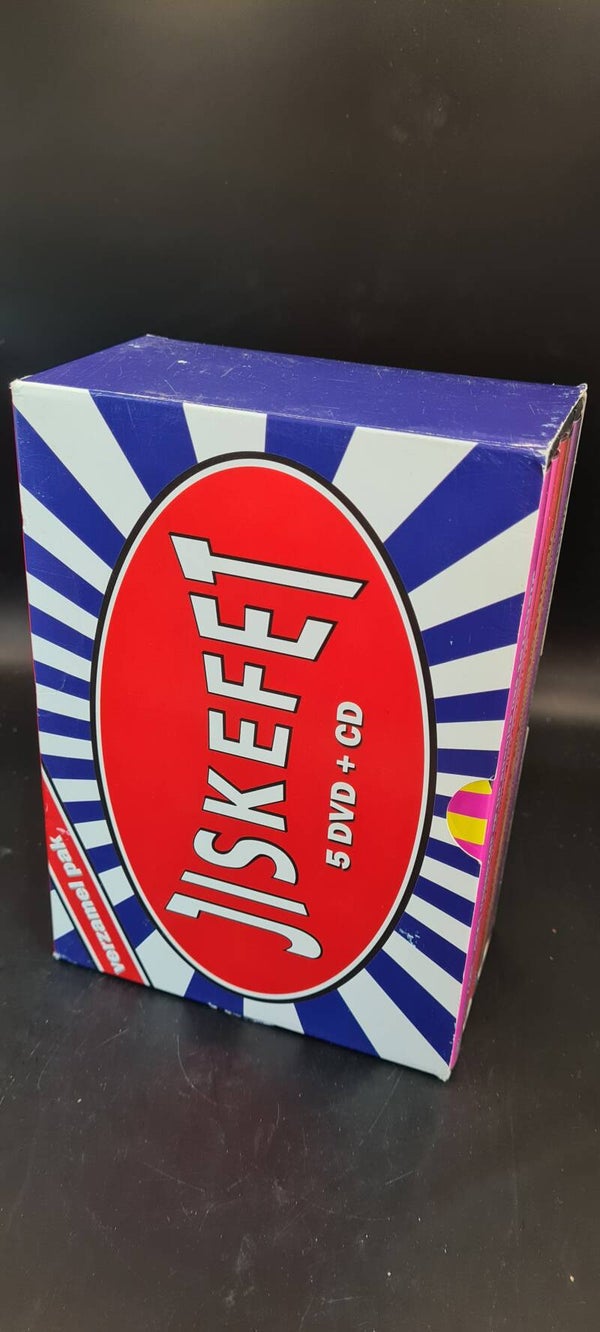 JISKEFET
5 DVD + CD
verzamel pak